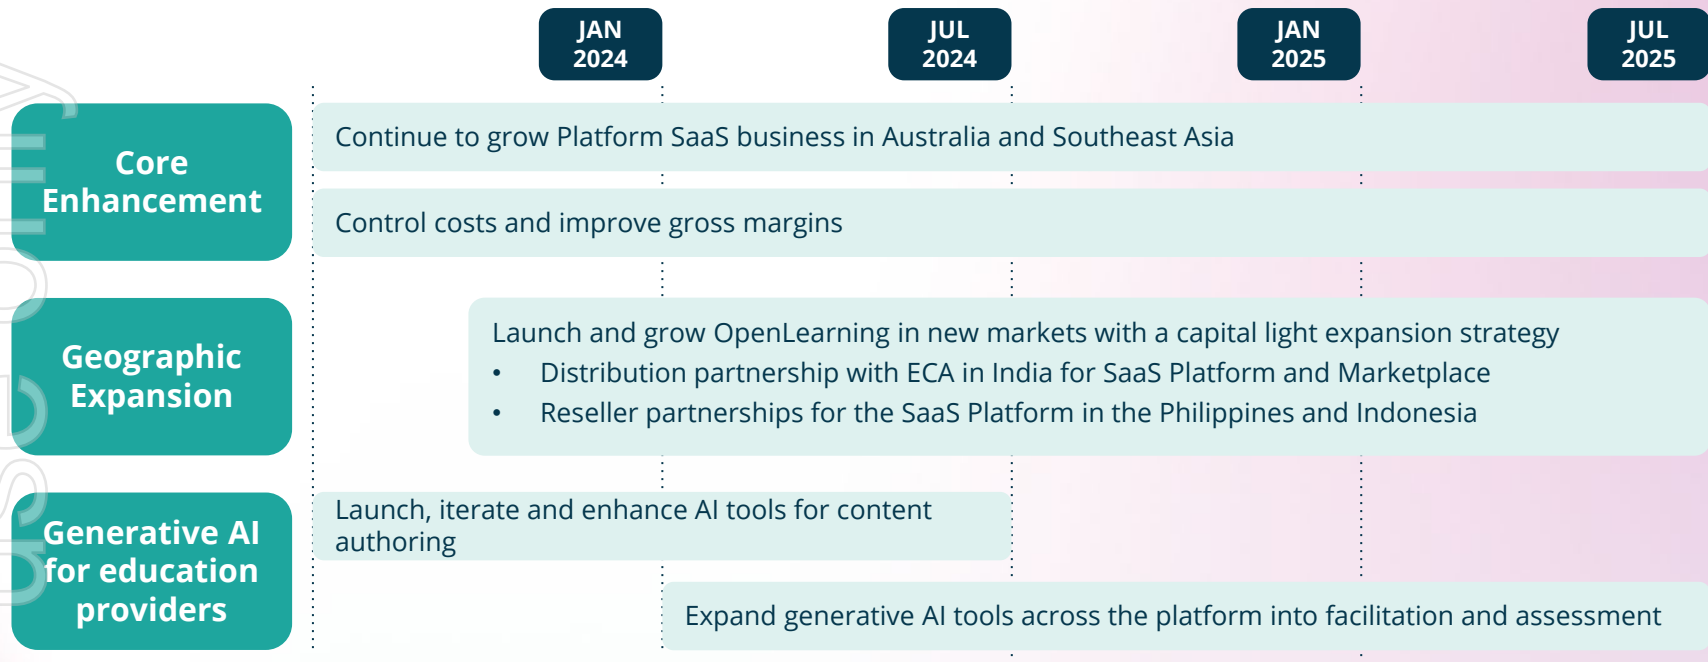 JAN
2024
JUL
2024
JAN
2025
JUL
2025
Core
Enhancement
Continue to grow Platform SaaS business in Australia and Southeast Asia
Control costs and improve gross margins
Geographic
Expansion
Launch and grow OpenLearning in new markets with a capital light expansion strategy
• Distribution partnership with ECA in India for SaaS Platform and Marketplace
• Reseller partnerships for the SaaS Platform in the Philippines and Indonesia
Generative AI
for education
providers
Launch, iterate and enhance AI tools for content
authoring
Expand generative AI tools across the platform into facilitation and assessment
use only